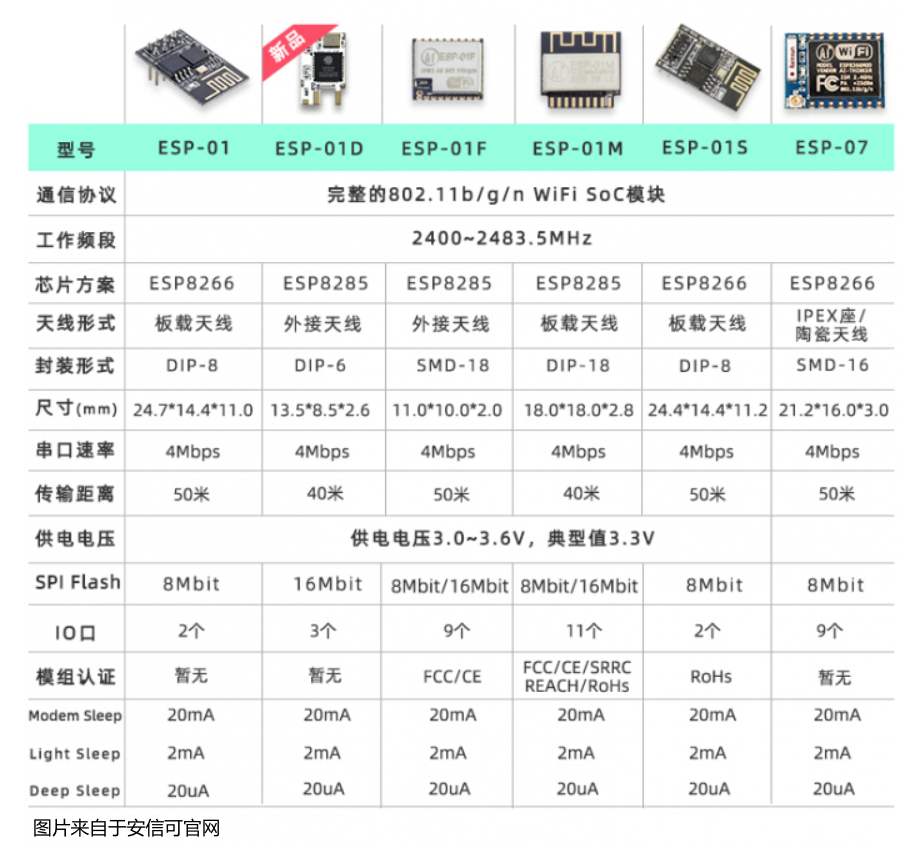 新品
型号 ESP-01 ESP-01D ESP-01F ESP-01M ESP-01S ESP-07
通信协议 完整的802.11b/g/n WiFi SoC模块
工作频段 2400~2483.5MHz
芯片方案 ESP8266 ESP8285 ESP8285 ESP8285 ESP8266 ESP8266
天线形式 板载天线 外接天线 外接天线 板载天线 板载天线 IPEX座/
陶瓷天线
封装形式 DIP-8 DIP-6 SMD-18 DIP-18 DIP-8 SMD-16
尺寸(mm) 24.7*14.4*11.0 13.5*8.5*2.6 11.0*10.0*2.0 18.0*18.0*2.8 24.4*14.4*11.2 21.2*16.0*3.0
串口速率 4Mbps 4Mbps 4Mbps 4Mbps 4Mbps 4Mbps
传输距离 50米 40米 50米 40米 50米 50米
供电电压 供电电压3.0~3.6V，典型值3.3V
SPI Flash 8Mbit 16Mbit 8Mbit/16Mbit 8Mbit/16Mbit 8Mbit 8Mbit
IO口 2个 3个 9个 11个 2个 9个
模组认证 暂无 暂无 FCC/CE FCC/CE/SRRC
REACH/RoHs RoHs 暂无
Modem Sleep 20mA 20mA 20mA 20mA 20mA 20mA
Light Sleep 2mA 2mA 2mA 2mA 2mA 2mA
Deep Sleep 20uA 20uA 20uA 20uA 20uA 20uA
图片来自于安信可官网